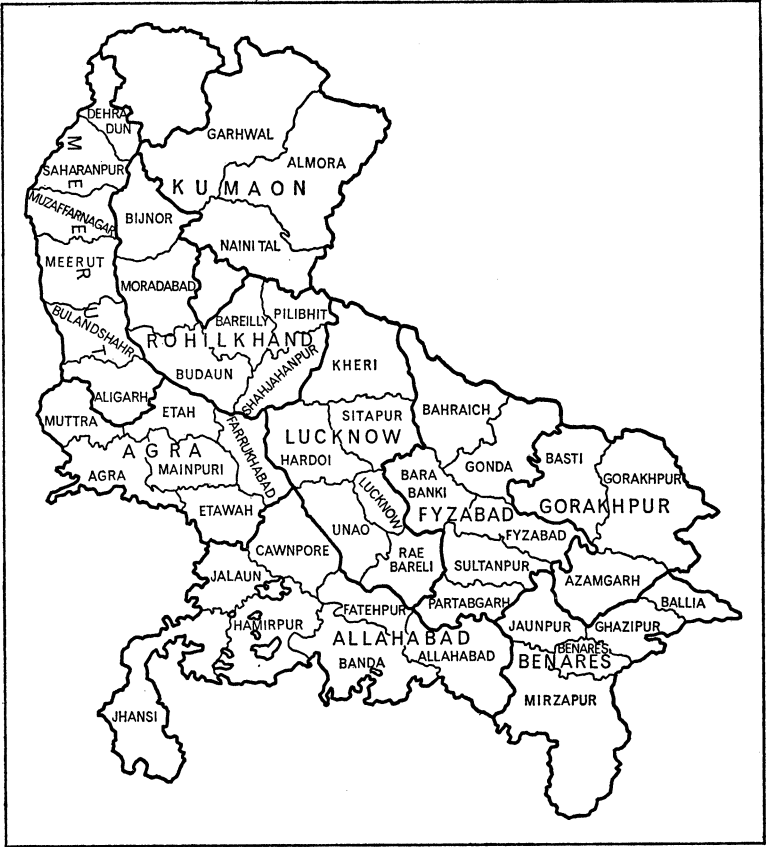 DEHRA
DUN
GARHWAL
ALMORA
SAHARANPUR
KUMAON
MEERUT
MUZAFFARNAGAR
BIJNOR
NAINI TAL
MEERUT
MORADABAD
BAREILLY
PILIBHIT
BULANDSHAHR
ROHILKHAND
BUDAUN
SHAHJAHANPUR
KHERI
ALIGARH
ETAH
MUTTRA
FARRUKHABAD
SITAPUR
BAHRAICH
LUCKNOW
AGRA
AGRA
MAINPURI
HARDOI
BARA
BANKI
GONDA
BASTI
GORAKHPUR
LUCKNOW
GORAKHPUR
ETAWAH
FYZABAD
UNAO
FYZABAD
CAWNPORE
RAE
BARELI
SULTANPUR
JALAUN
AZAMGARH
FATEHPUR
PARTABGARH
BALLIA
HAMIRPUR
JAUNPUR
GHAZIPUR
ALLAHABAD
BANDA
ALLAHABAD
BENARES
BENARES
MIRZAPUR
JHANSI